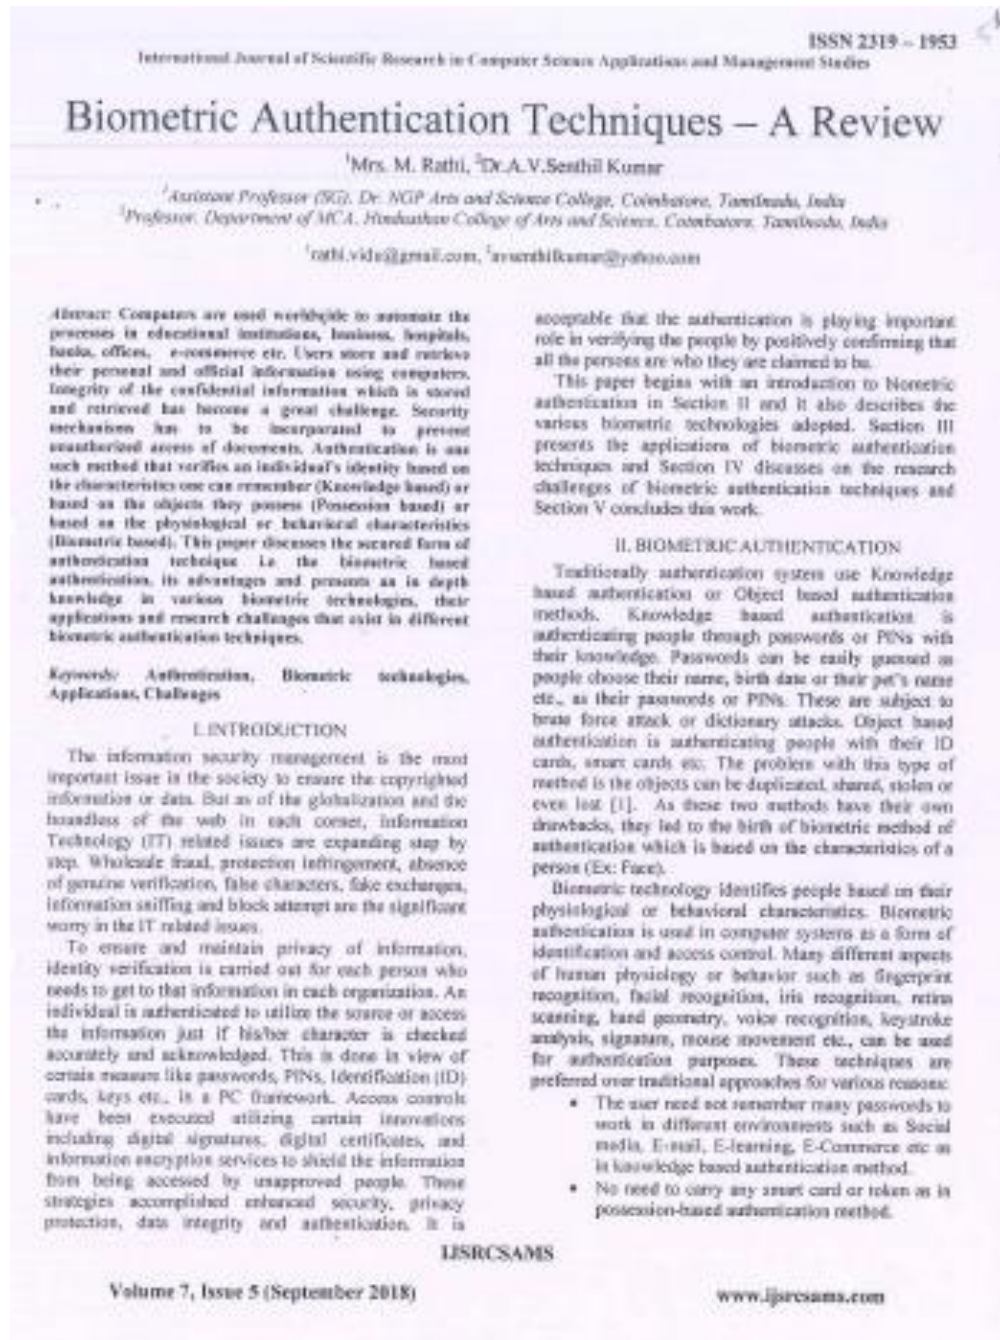 ISSN 2319 – 1953
International Journal of Scientific Research in Computer Science Applications and Management Studies
Biometric Authentication Techniques – A Review
¹Mrs. M. Rathi, ²Dr.A.V.Senthil Kumar
¹Assistant Professor (SG), Dr. NGP Arts and Science College, Coimbatore, Tamilnadu, India
²Professor, Department of MCA, Hindusthan College of Arts and Science, Coimbatore, Tamilnadu, India
¹rathi.vidu@gmail.com, ²avsenthilkumar@yahoo.com
Abstract: Computers are used worldwide to automate the
processes in educational institutions, business, hospitals,
banks, offices, e-commerce etc. Users store and retrieve
their personal and official information using computers.
Integrity of the confidential information which is stored
and retrieved has become a great challenge. Security
mechanism has to be incorporated to prevent
unauthorized access of documents. Authentication is one
such method that verifies an individual's identity based on
the characteristics one can remember (Knowledge based) or
based on the objects they possess (Possession based) or
based on the physiological or behavioral characteristics
(Biometric based). This paper discusses the secured form of
authentication technique i.e the biometric based
authentication, its advantages and presents an in depth
knowledge in various biometric technologies, their
applications and research challenges that exist in different
biometric authentication techniques.
Keywords: Authentication, Biometric technologies,
Applications, Challenges
I. INTRODUCTION
The information security management is the most
important issue in the society to ensure the copyrighted
information or data. But as of the globalization and the
boundless of the web in each corner, Information
Technology (IT) related issues are expanding step by
step. Wholesale fraud, protection infringement, absence
of genuine verification, false characters, fake exchanges,
information sniffing and block attempt are the significant
worry in the IT related issues.
To ensure and maintain privacy of information,
identity verification is carried out for each person who
needs to get to that information in each organization. An
individual is authenticated to utilize the source or access
the information just if his/her character is checked
accurately and acknowledged. This is done in view of
certain measure like passwords, PINs, Identification (ID)
cards, keys etc., in a PC framework. Access controls
have been executed utilizing certain innovations
including digital signatures, digital certificates, and
information encryption services to shield the information
from being accessed by unapproved people. These
strategies accomplished enhanced security, privacy
protection, data integrity and authentication. It is
acceptable that the authentication is playing important
role in verifying the people by positively confirming that
all the persons are who they are claimed to be.
This paper begins with an introduction to biometric
authentication in Section II and it also describes the
various biometric technologies adopted. Section III
presents the applications of biometric authentication
techniques and Section IV discusses on the research
challenges of biometric authentication techniques and
Section V concludes this work.
II. BIOMETRIC AUTHENTICATION
Traditionally authentication system use Knowledge
based authentication or Object based authentication
methods. Knowledge based authentication is
authenticating people through passwords or PINs with
their knowledge. Passwords can be easily guessed as
people choose their name, birth date or their pet's name
etc., as their passwords or PINs. These are subject to
brute force attack or dictionary attacks. Object based
authentication is authenticating people with their ID
cards, smart cards etc. The problem with this type of
method is the objects can be duplicated, shared, stolen or
even lost [1]. As these two methods have their own
drawbacks, they led to the birth of biometric method of
authentication which is based on the characteristics of a
person (Ex: Face).
Biometric technology identifies people based on their
physiological or behavioral characteristics. Biometric
authentication is used in computer systems as a form of
identification and access control. Many different aspects
of human physiology or behavior such as fingerprint
recognition, facial recognition, iris recognition, retina
scanning, hand geometry, voice recognition, keystroke
analysis, signature, mouse movement etc., can be used
for authentication purposes. These techniques are
preferred over traditional approaches for various reasons:
• The user need not remember many passwords to
work in different environments such as Social
media, E-mail, E-learning, E-Commerce etc as
in knowledge based authentication method.
• No need to carry any smart card or token as in
possession-based authentication method.
IJSRCSAMS
Volume 7, Issue 5 (September 2018)
www.ijsrcsams.com